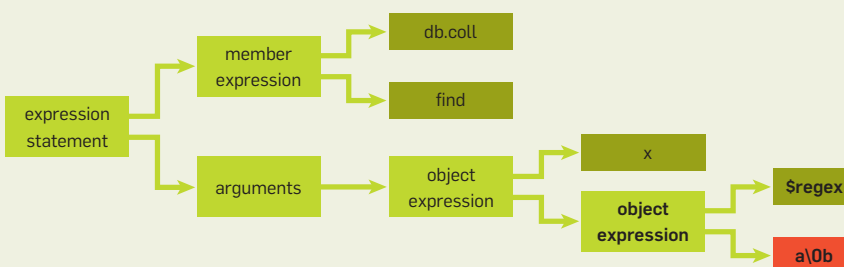 db.coll
member
expression
find
expression
statement
x
arguments
object
expression
$regex
object
expression
a\0b